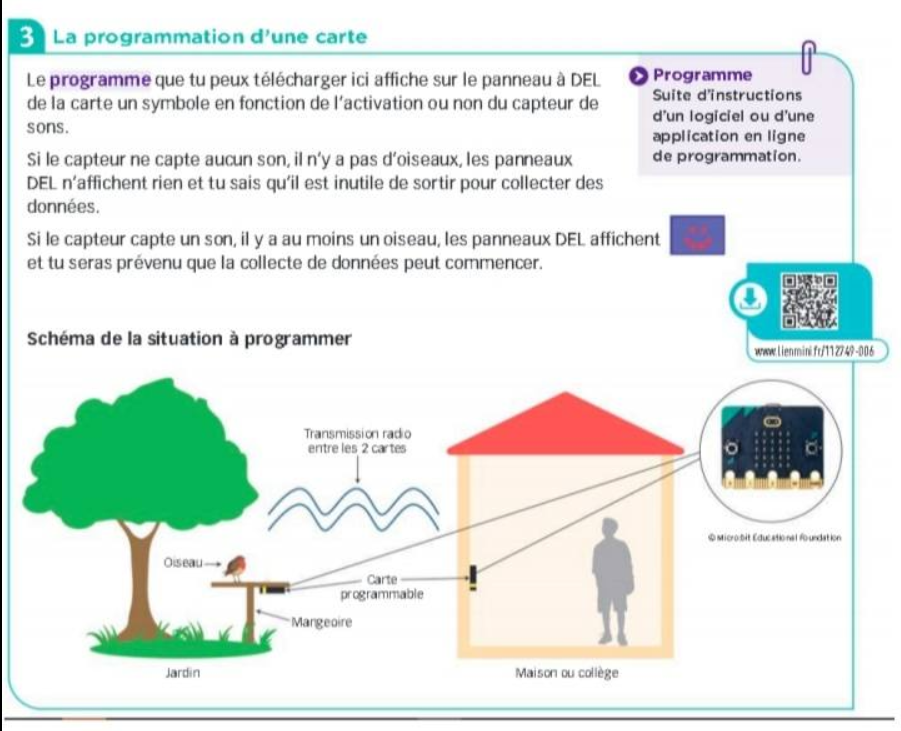 3 La programmation d'une carte
Le programme que tu peux télécharger ici affiche sur le panneau à DEL
de la carte un symbole en fonction de l'activation ou non du capteur de
sons.
Si le capteur ne capte aucun son, il n'y a pas d'oiseaux, les panneaux
DEL n'affichent rien et tu sais qu'il est inutile de sortir pour collecter des
données.
Si le capteur capte un son, il y a au moins un oiseau, les panneaux DEL affichent
et tu seras prévenu que la collecte de données peut commencer.
Programme
Suite d'instructions
d'un logiciel ou d'une
application en ligne
de programmation.
www.lienmini.fr/112749-006
Schéma de la situation à programmer
Transmission radio
entre les 2 cartes
Oiseau
Carte
programmable
Mangeoire
Jardin
Maison ou collège
© Micro:bit Educational Foundation